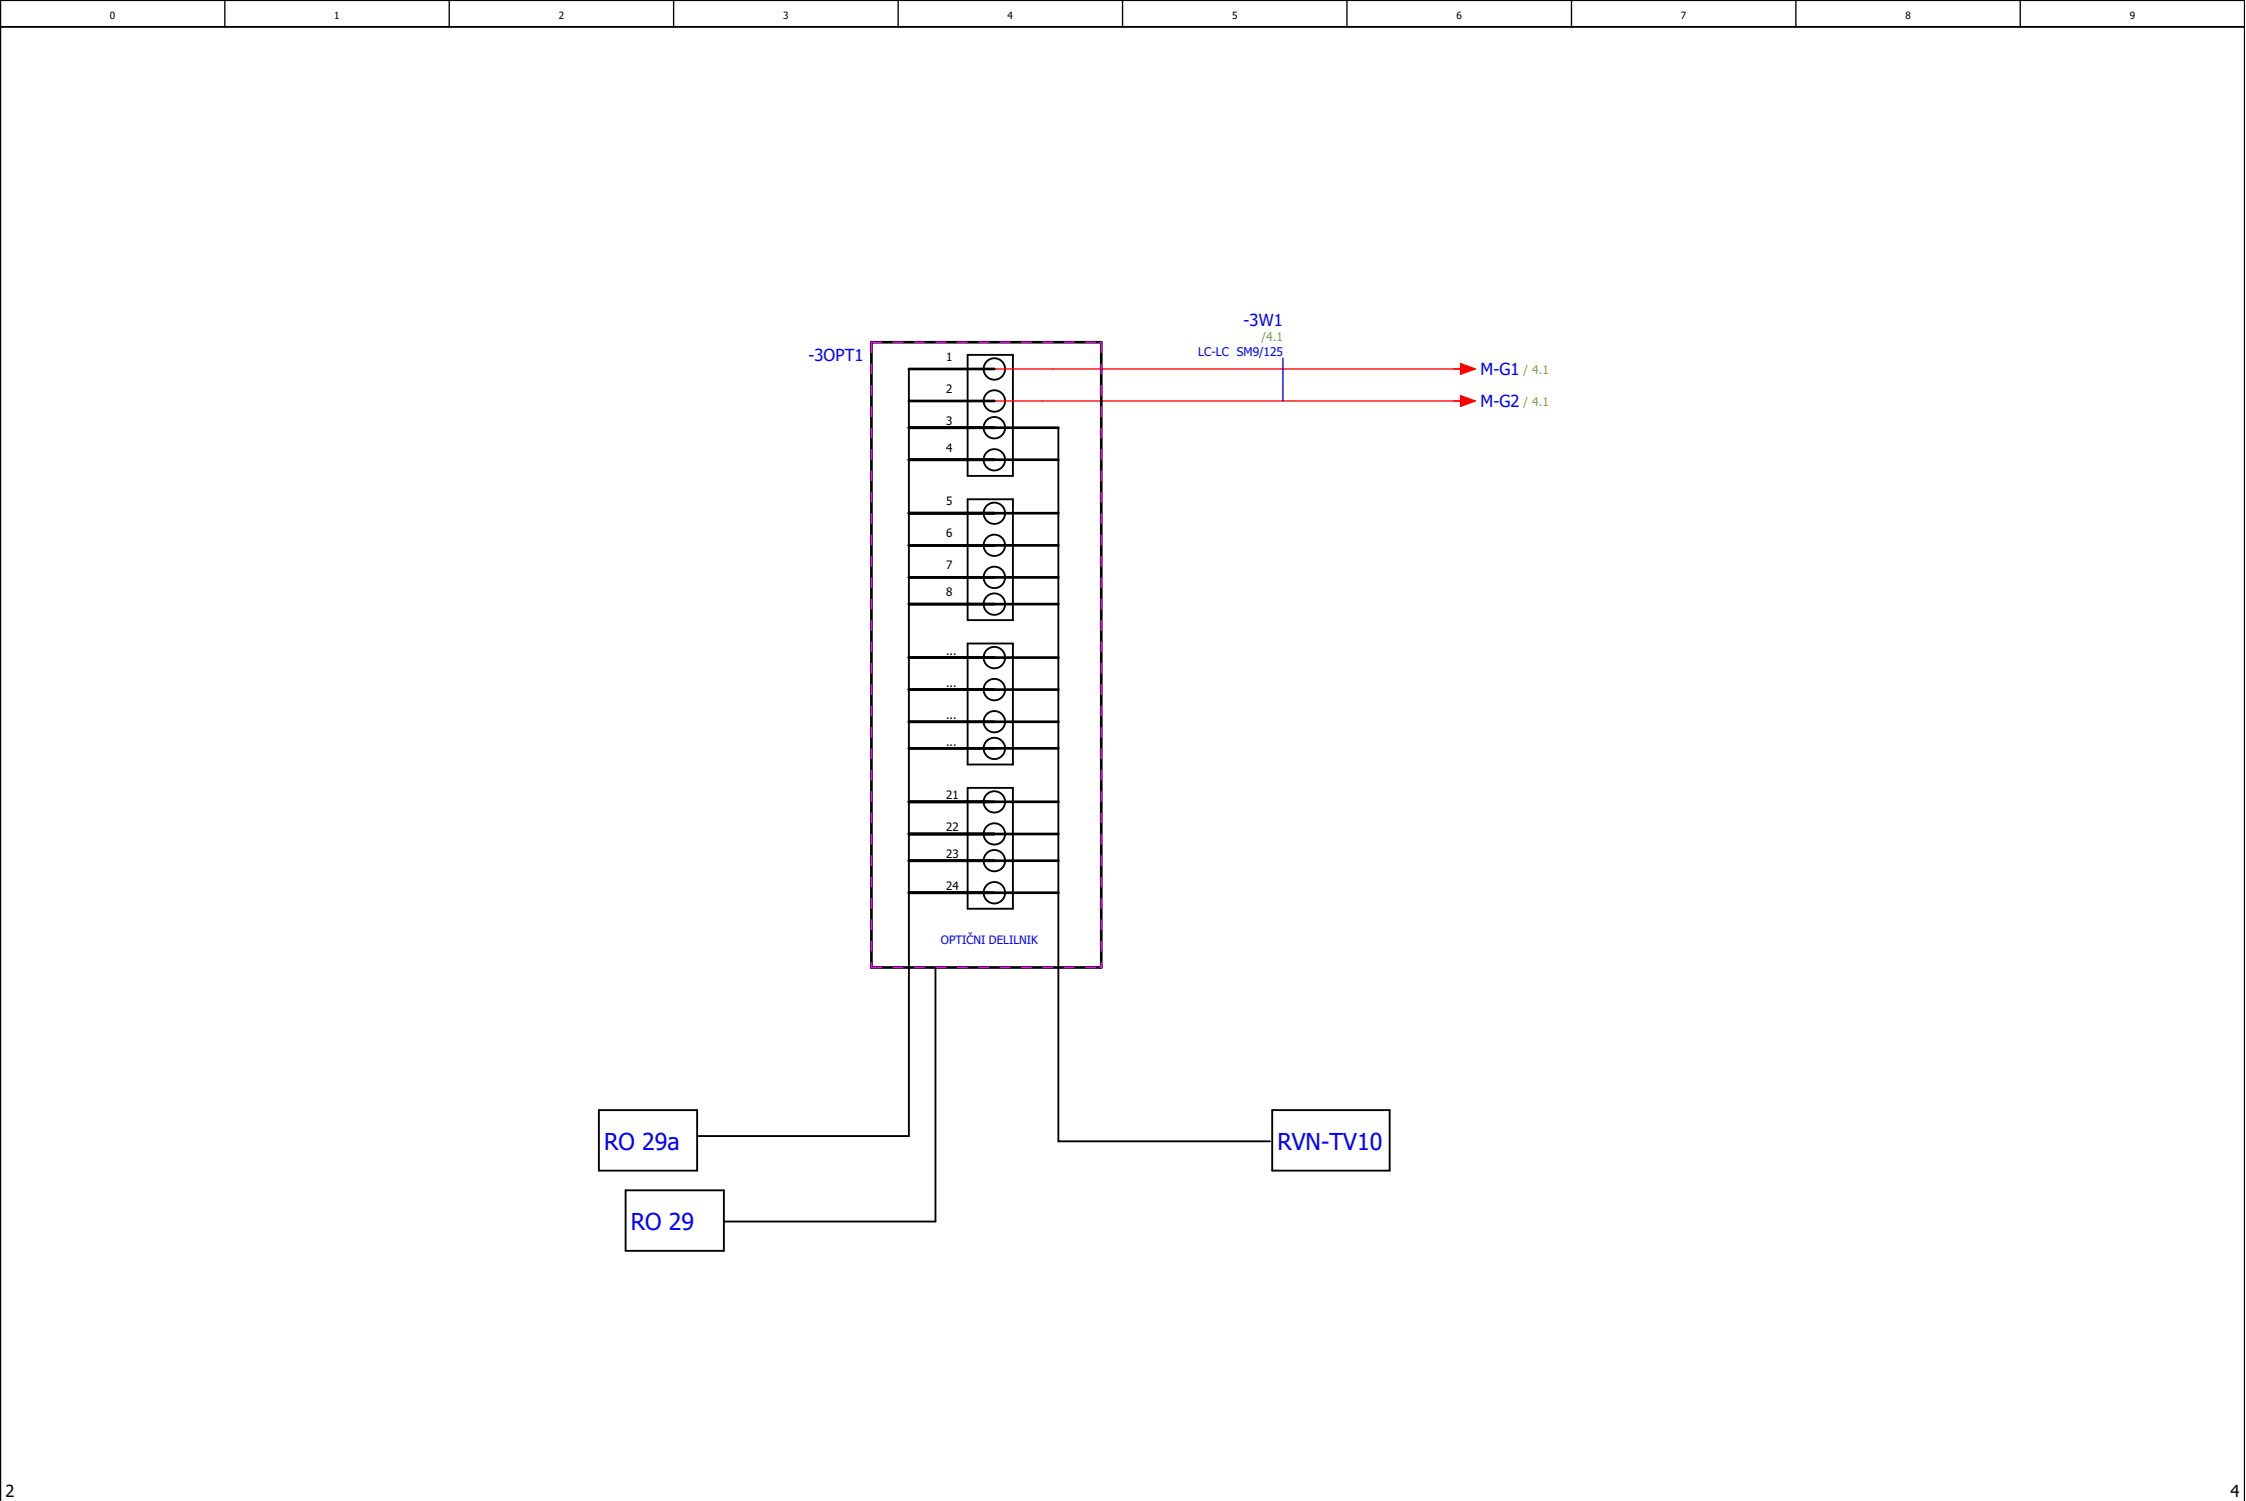 0 1 2 3 4 5 6 7 8 9
-3W1
/4.1
LC-LC SM9/125
-3OPT1
1
M-G1 / 4.1
2
M-G2 / 4.1
3
4
5
6
7
8
...
...
...
...
21
22
23
24
OPTIČNI DELILNIK
RO 29a
RVN-TV10
RO 29
2
4